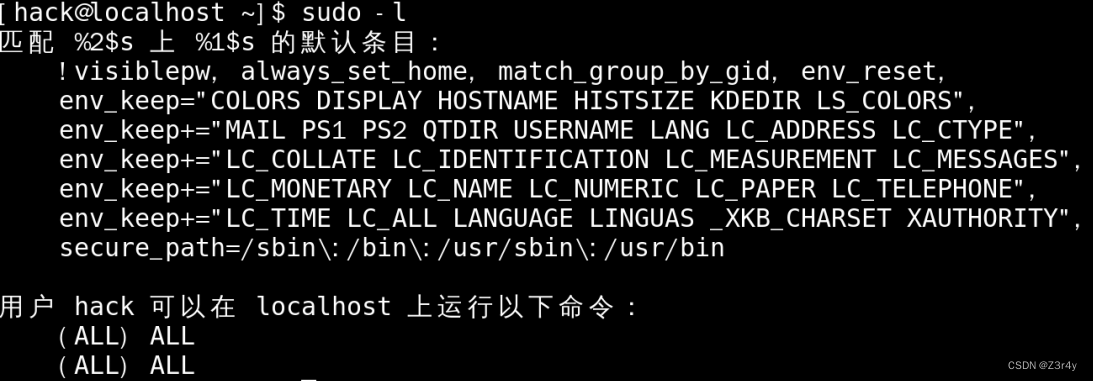 [hack@localhost ~]$ sudo -l
匹配 %2$s 上 %1$s 的默认条目：
    !visiblepw, always_set_home, match_group_by_gid, env_reset,
    env_keep="COLORS DISPLAY HOSTNAME HISTSIZE KDEDIR LS_COLORS",
    env_keep+="MAIL PS1 PS2 QTDIR USERNAME LANG LC_ADDRESS LC_CTYPE",
    env_keep+="LC_COLLATE LC_IDENTIFICATION LC_MEASUREMENT LC_MESSAGES",
    env_keep+="LC_MONETARY LC_NAME LC_NUMERIC LC_PAPER LC_TELEPHONE",
    env_keep+="LC_TIME LC_ALL LANGUAGE LINGUAS _XKB_CHARSET XAUTHORITY",
    secure_path=/sbin\:/bin\:/usr/sbin\:/usr/bin
用户 hack 可以在 localhost 上运行以下命令：
    (ALL) ALL
    (ALL) ALL
CSDN @Z3r4y